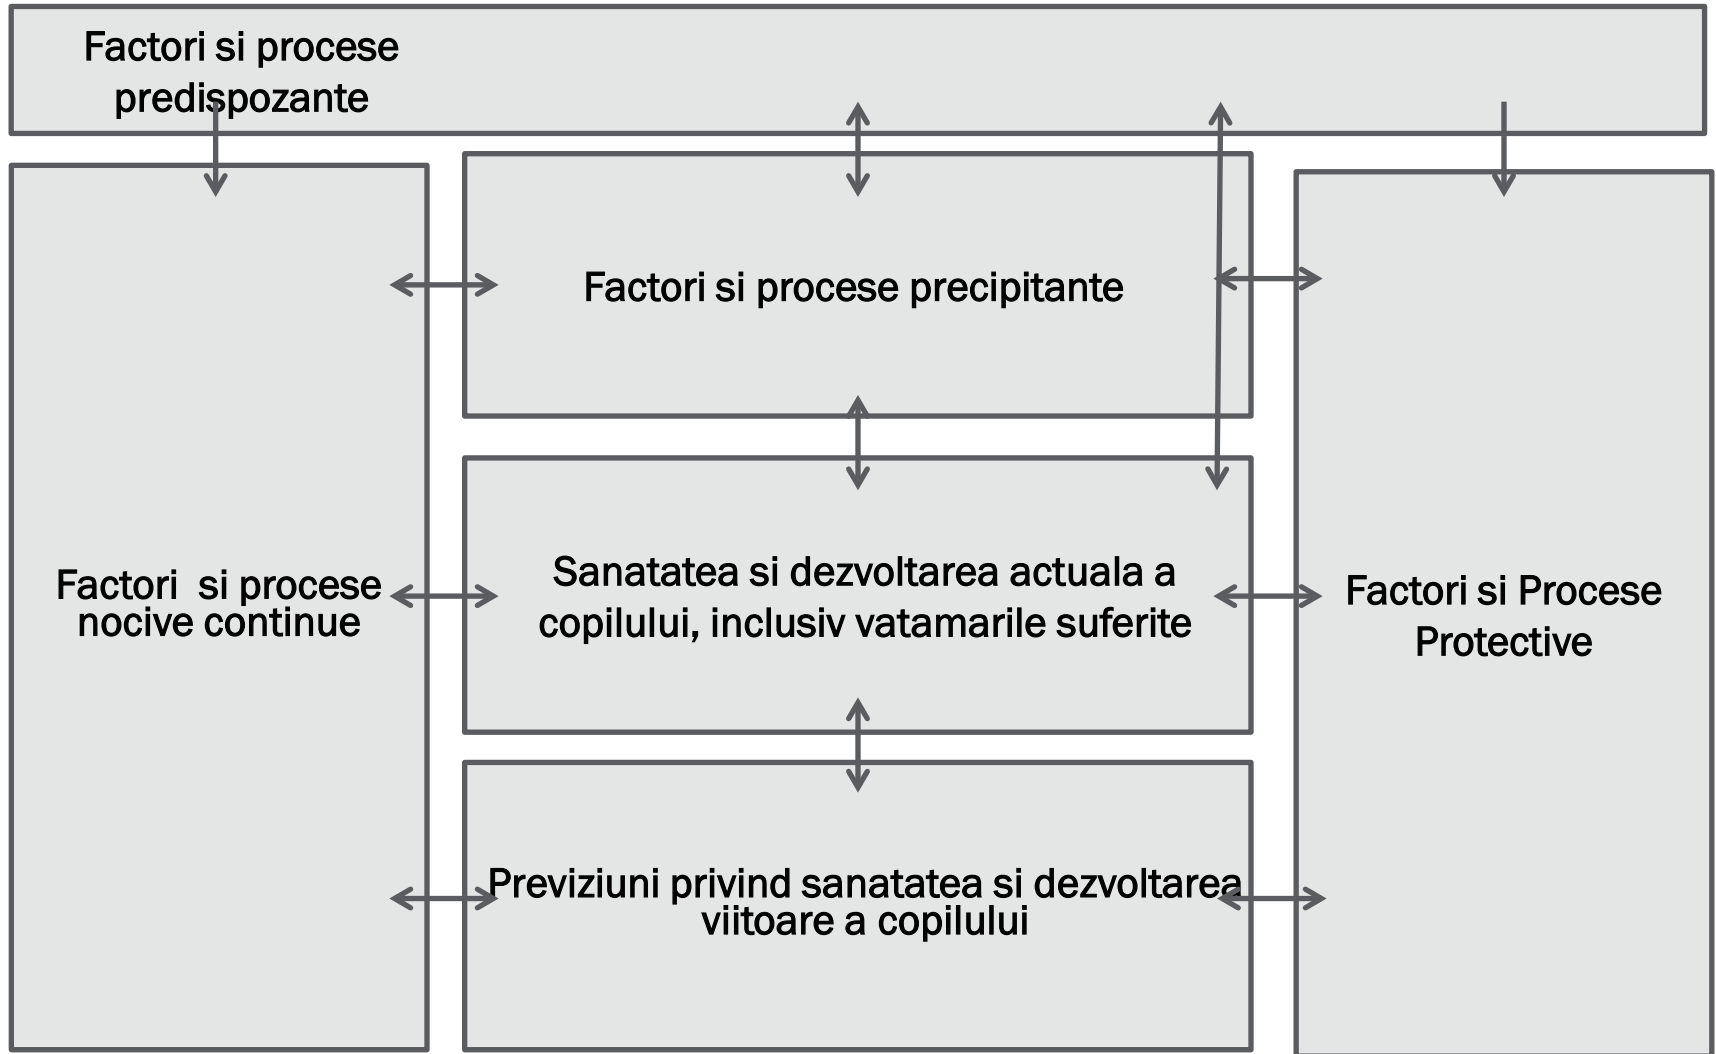 Factori si procese
predispozante
Factori si procese precipitante
Factori  si procese
nocive continue
Sanatatea si dezvoltarea actuala a
copilului, inclusiv vatamarile suferite
Factori si Procese
Protective
Previziuni privind sanatatea si dezvoltarea
viitoare a copilului